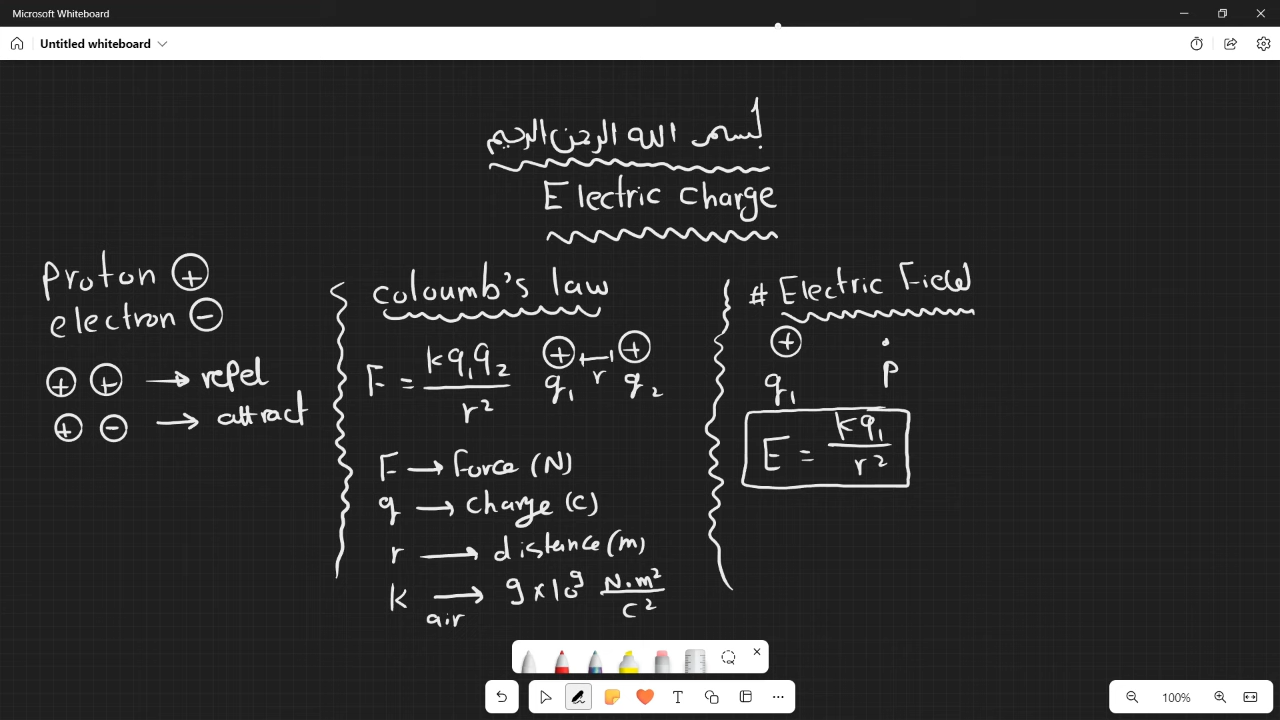 Microsoft Whiteboard
Untitled whiteboard
بسم الله الرحمن الرحيم
Electric charge
Proton +
electron −
+ + → repel
+ − → attract
coloumb's law
F = kq₁q₂ / r²
+ r +
q₁ q₂
F → Force (N)
q → charge (C)
r → distance (m)
k air → 9×10⁹ N.m² / C²
# Electric Field
+ .
q₁ P
E = kq₁ / r²
100%